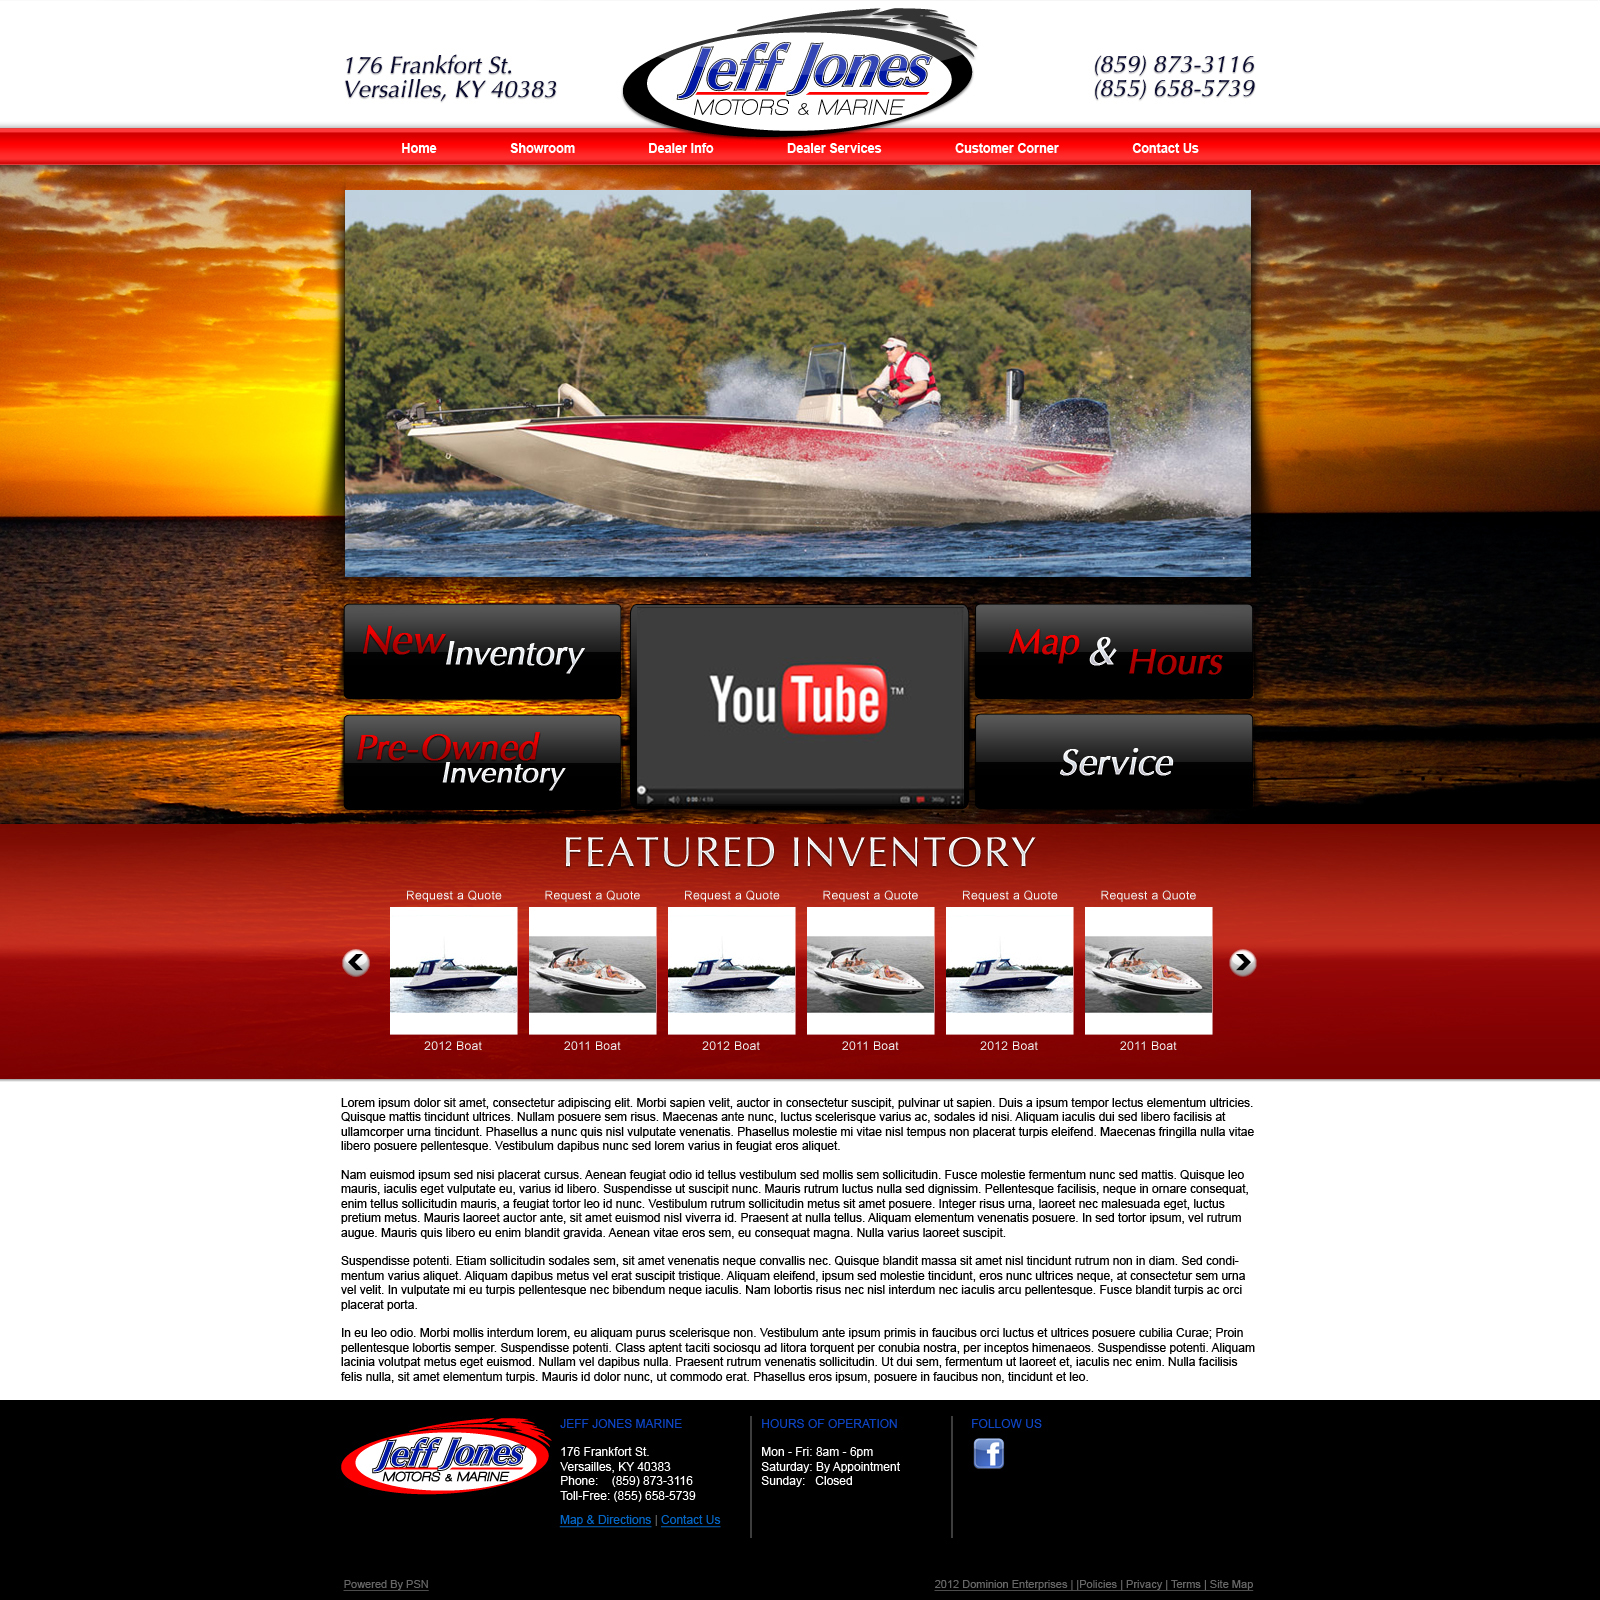 176 Frankfort St.
Versailles, KY 40383
Jeff Jones
MOTORS & MARINE
(859) 873-3116
(855) 658-5739
Home Showroom Dealer Info Dealer Services Customer Corner Contact Us
New Inventory
Pre-Owned
Inventory
You Tube TM
0:00 / 4:59
360p
Map & Hours
Service
FEATURED INVENTORY
Request a Quote Request a Quote Request a Quote Request a Quote Request a Quote Request a Quote
2012 Boat 2011 Boat 2012 Boat 2011 Boat 2012 Boat 2011 Boat
Lorem ipsum dolor sit amet, consectetur adipiscing elit. Morbi sapien velit, auctor in consectetur suscipit, pulvinar ut sapien. Duis a ipsum tempor lectus elementum ultricies.
Quisque mattis tincidunt ultrices. Nullam posuere sem risus. Maecenas ante nunc, luctus scelerisque varius ac, sodales id nisi. Aliquam iaculis dui sed libero facilisis at
ullamcorper urna tincidunt. Phasellus a nunc quis nisl vulputate venenatis. Phasellus molestie mi vitae nisl tempus non placerat turpis eleifend. Maecenas fringilla nulla vitae
libero posuere pellentesque. Vestibulum dapibus nunc sed lorem varius in feugiat eros aliquet.
Nam euismod ipsum sed nisi placerat cursus. Aenean feugiat odio id tellus vestibulum sed mollis sem sollicitudin. Fusce molestie fermentum nunc sed mattis. Quisque leo
mauris, iaculis eget vulputate eu, varius id libero. Suspendisse ut suscipit nunc. Mauris rutrum luctus nulla sed dignissim. Pellentesque facilisis, neque in ornare consequat,
enim tellus sollicitudin mauris, a feugiat tortor leo id nunc. Vestibulum rutrum sollicitudin metus sit amet posuere. Integer risus urna, laoreet nec malesuada eget, luctus
pretium metus. Mauris laoreet auctor ante, sit amet euismod nisl viverra id. Praesent at nulla tellus. Aliquam elementum venenatis posuere. In sed tortor ipsum, vel rutrum
augue. Mauris quis libero eu enim blandit gravida. Aenean vitae eros sem, eu consequat magna. Nulla varius laoreet suscipit.
Suspendisse potenti. Etiam sollicitudin sodales sem, sit amet venenatis neque convallis nec. Quisque blandit massa sit amet nisl tincidunt rutrum non in diam. Sed condi-
mentum varius aliquet. Aliquam dapibus metus vel erat suscipit tristique. Aliquam eleifend, ipsum sed molestie tincidunt, eros nunc ultrices neque, at consectetur sem urna
vel velit. In vulputate mi eu turpis pellentesque nec bibendum neque iaculis. Nam lobortis risus nec nisl interdum nec iaculis arcu pellentesque. Fusce blandit turpis ac orci
placerat porta.
In eu leo odio. Morbi mollis interdum lorem, eu aliquam purus scelerisque non. Vestibulum ante ipsum primis in faucibus orci luctus et ultrices posuere cubilia Curae; Proin
pellentesque lobortis semper. Suspendisse potenti. Class aptent taciti sociosqu ad litora torquent per conubia nostra, per inceptos himenaeos. Suspendisse potenti. Aliquam
lacinia volutpat metus eget euismod. Nullam vel dapibus nulla. Praesent rutrum venenatis sollicitudin. Ut dui sem, fermentum ut laoreet et, iaculis nec enim. Nulla facilisis
felis nulla, sit amet elementum turpis. Mauris id dolor nunc, ut commodo erat. Phasellus eros ipsum, posuere in faucibus non, tincidunt et leo.
Jeff Jones
MOTORS & MARINE
JEFF JONES MARINE
176 Frankfort St.
Versailles, KY 40383
Phone: (859) 873-3116
Toll-Free: (855) 658-5739
Map & Directions | Contact Us
HOURS OF OPERATION
Mon - Fri: 8am - 6pm
Saturday: By Appointment
Sunday: Closed
FOLLOW US
f
Powered By PSN
2012 Dominion Enterprises | |Policies | Privacy | Terms | Site Map